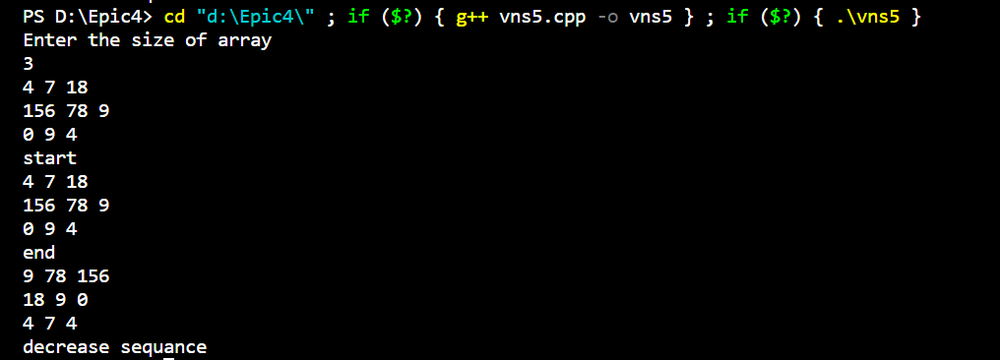 PS D:\Epic4> cd "d:\Epic4\" ; if ($?) { g++ vns5.cpp -o vns5 } ; if ($?) { .\vns5 }
Enter the size of array
3
4 7 18
156 78 9
0 9 4
start
4 7 18
156 78 9
0 9 4
end
9 78 156
18 9 0
4 7 4
decrease sequance